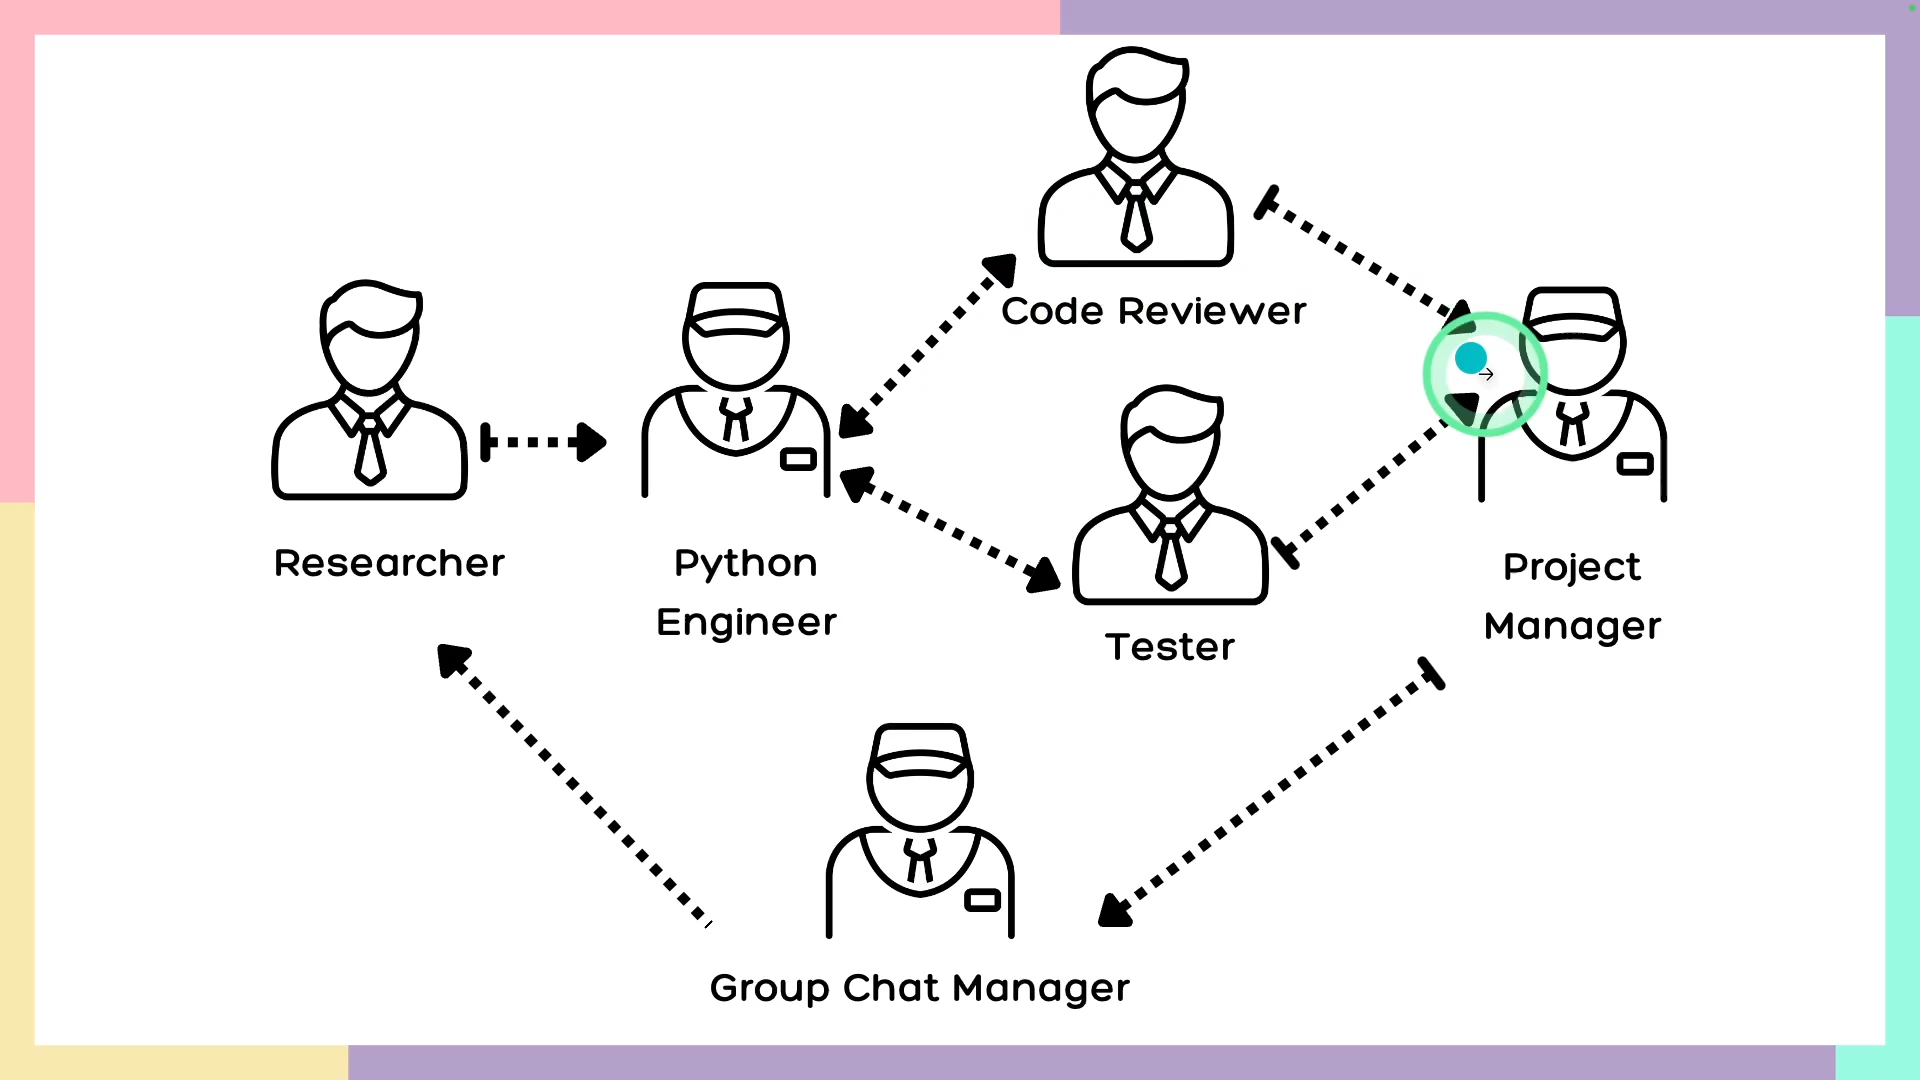 Code Reviewer
Researcher
Python
Engineer
Tester
Project
Manager
Group Chat Manager